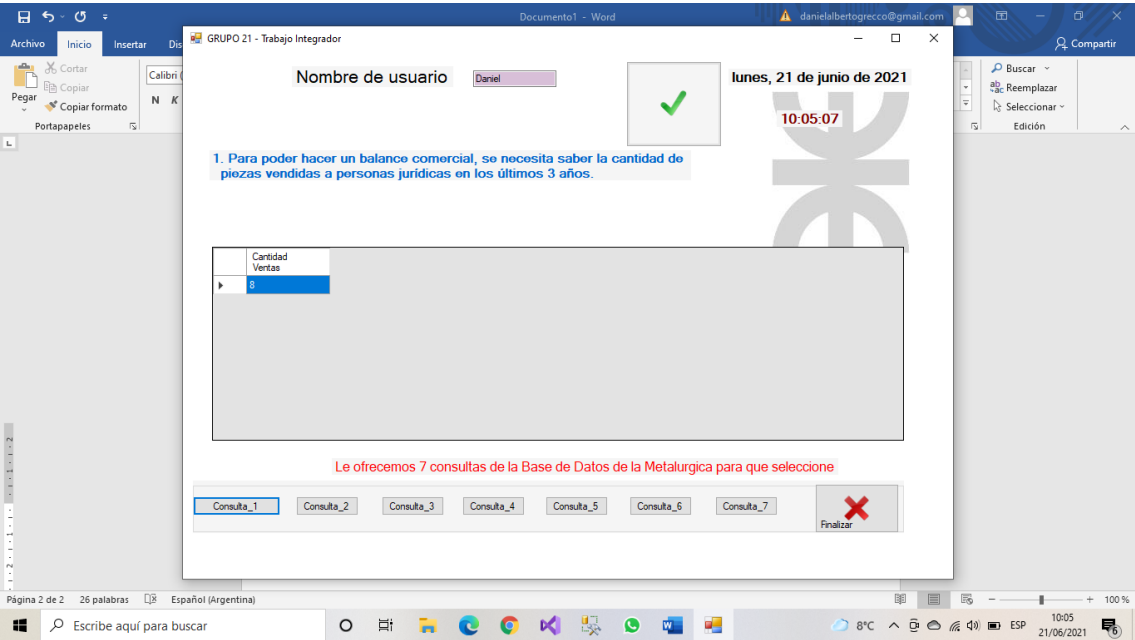 Documento1 - Word
danielalbertogrecco@gmail.com
Archivo
Inicio
Insertar
Dis
Compartir
Pegar
Cortar
Copiar
Copiar formato
Portapapeles
Calibri (
N K
Buscar
Reemplazar
Seleccionar
Edición
GRUPO 21 - Trabajo Integrador
Nombre de usuario
Daniel
lunes, 21 de junio de 2021
10:05:07
1. Para poder hacer un balance comercial, se necesita saber la cantidad de
piezas vendidas a personas jurídicas en los últimos 3 años.
Cantidad
Ventas
8
Le ofrecemos 7 consultas de la Base de Datos de la Metalurgica para que seleccione
Consulta_1
Consulta_2
Consulta_3
Consulta_4
Consulta_5
Consulta_6
Consulta_7
Finalizar
Página 2 de 2
26 palabras
Español (Argentina)
100 %
Escribe aquí para buscar
8°C
ESP
10:05
21/06/2021
6